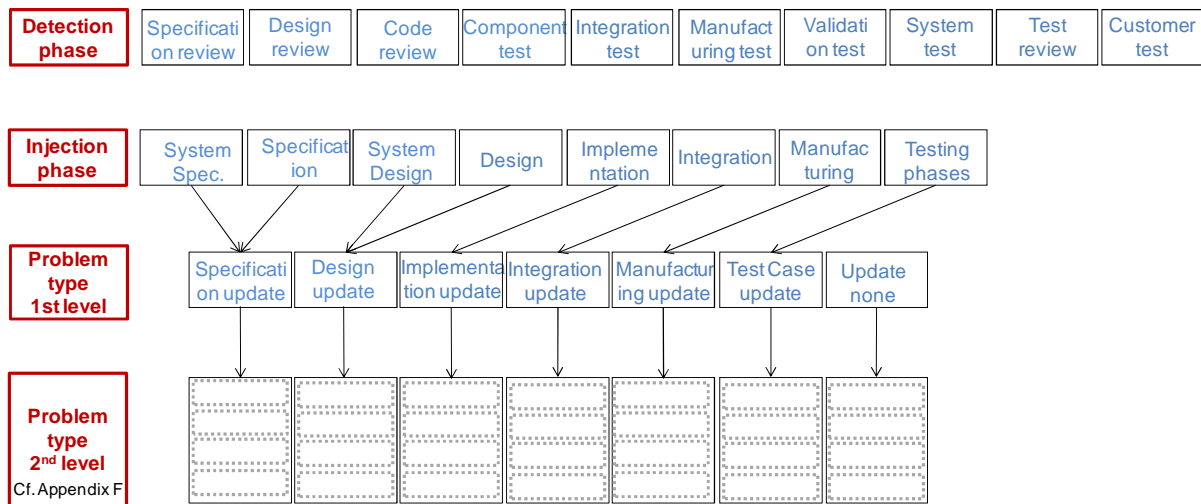 Detection
phase
Specificati
on review
Design
review
Code
review
Component
test
Integration
test
Manufact
uring test
Validati
on test
System
test
Test
review
Customer
test
Injection
phase
System
Spec.
Specificat
ion
System
Design
Design
Impleme
ntation
Integration
Manufac
turing
Testing
phases
Problem
type
1st level
Specificati
on update
Design
update
Implementa
tion update
Integration
update
Manufactur
ing update
Test Case
update
Update
none
Problem
type
2nd level
Cf. Appendix F